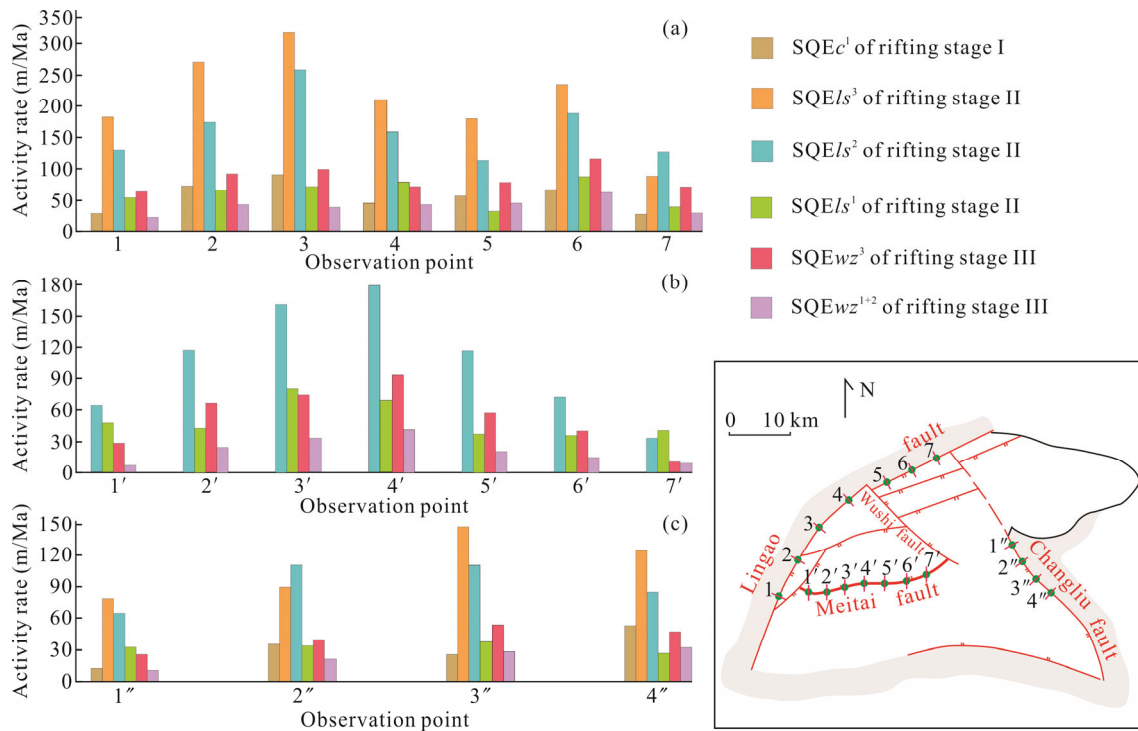 (a)
Activity rate (m/Ma)
350
300
250
200
150
100
50
0
1 2 3 4 5 6 7
Observation point
(b)
Activity rate (m/Ma)
180
150
120
90
60
30
0
1′ 2′ 3′ 4′ 5′ 6′ 7′
Observation point
(c)
Activity rate (m/Ma)
150
120
90
60
30
0
1″ 2″ 3″ 4″
Observation point
SQEc¹ of rifting stage I
SQEls³ of rifting stage II
SQEls² of rifting stage II
SQEls¹ of rifting stage II
SQEwz³ of rifting stage III
SQEwz¹⁺² of rifting stage III
N
0 10 km
Lingao fault
1
2
3
4
5
6
7
Wushi fault
1′ 2′ 3′ 4′ 5′ 6′ 7′
Meitai fault
1″
2″
3″
4″
Changliu fault